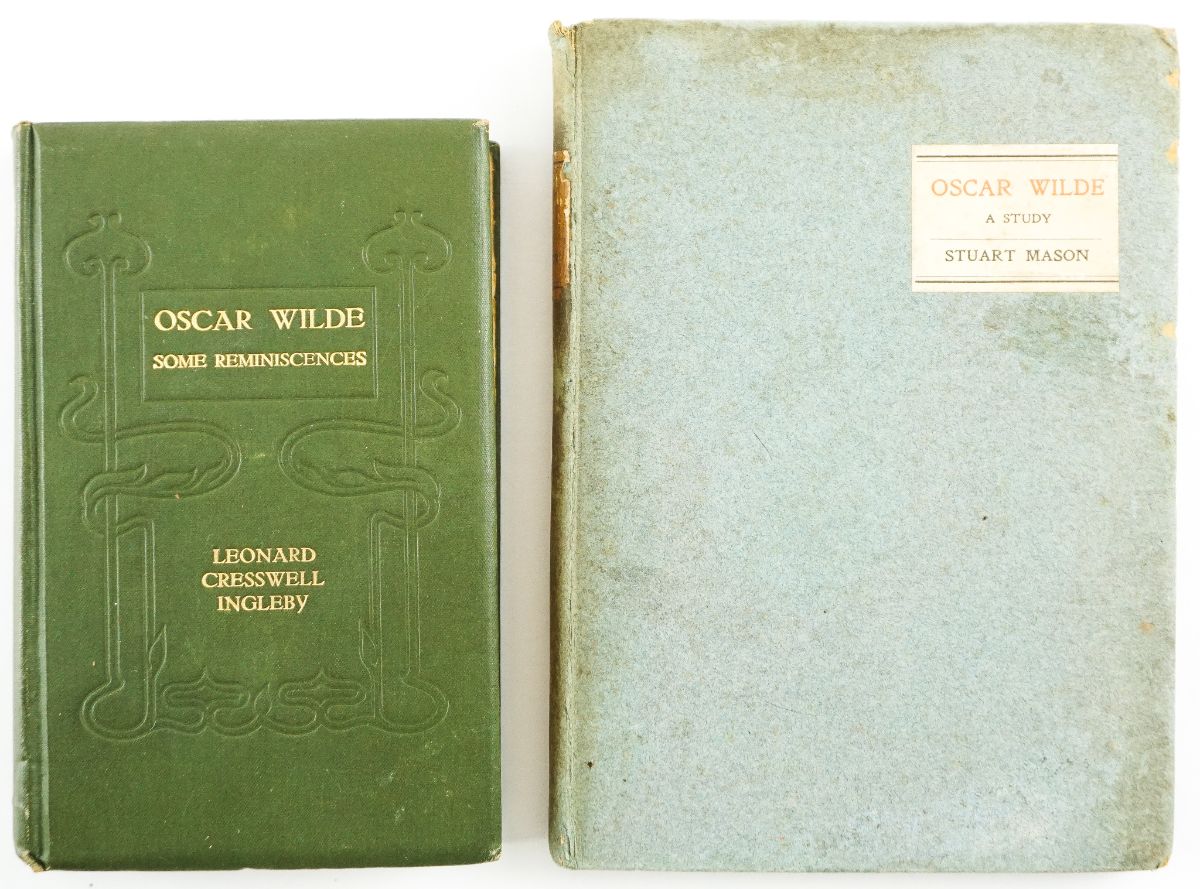 OSCAR WILDE
SOME REMINISCENCES
LEONARD
CRESSWELL
INGLEBY
OSCAR WILDE
A STUDY
STUART MASON